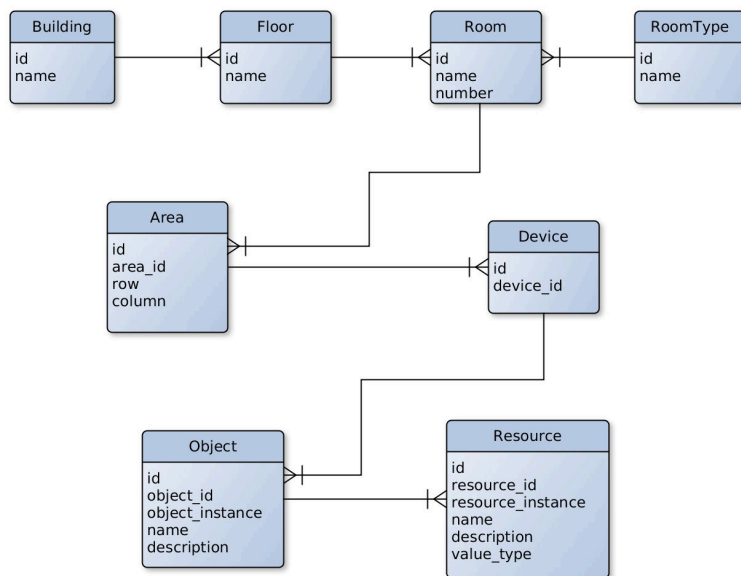 Building
id
name
Floor
id
name
Room
id
name
number
RoomType
id
name
Area
id
area_id
row
column
Device
id
device_id
Object
id
object_id
object_instance
name
description
Resource
id
resource_id
resource_instance
name
description
value_type